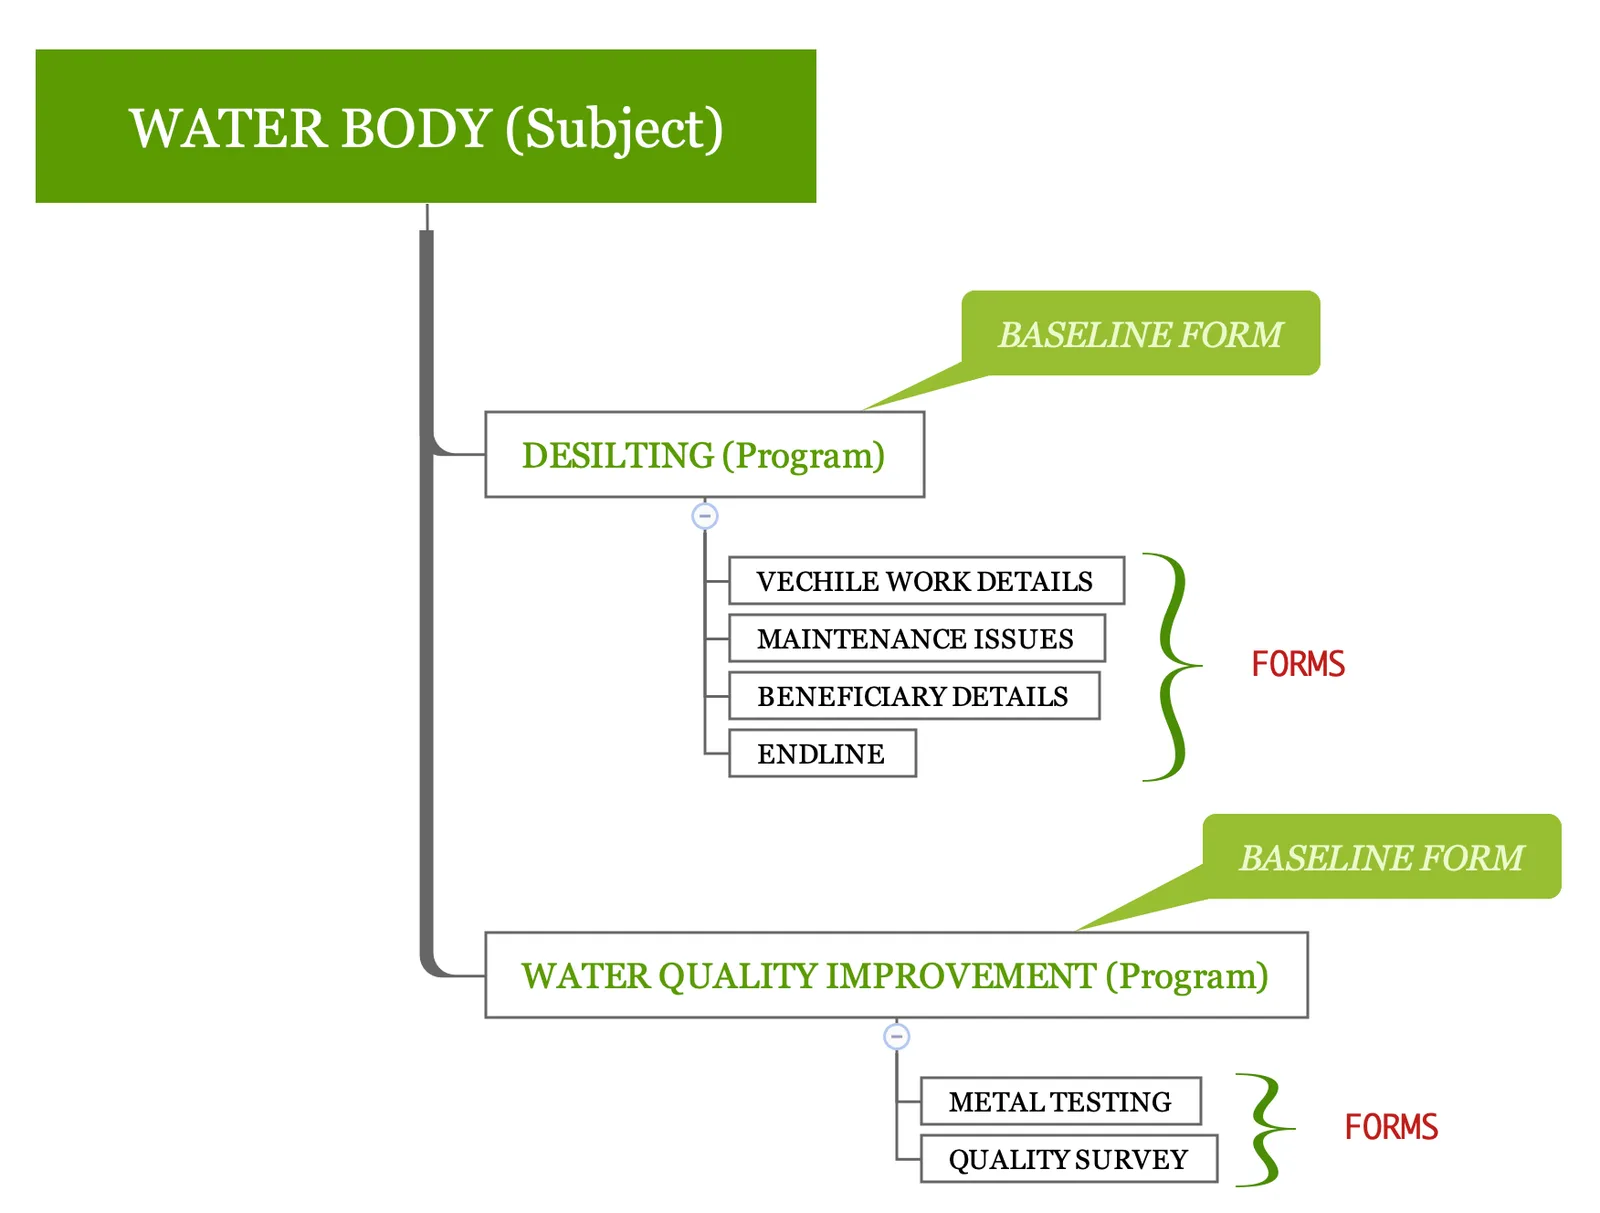 WATER BODY (Subject)
BASELINE FORM
DESILTING (Program)
VECHILE WORK DETAILS
MAINTENANCE ISSUES
FORMS
BENEFICIARY DETAILS
ENDLINE
BASELINE FORM
WATER QUALITY IMPROVEMENT (Program)
METAL TESTING
FORMS
QUALITY SURVEY